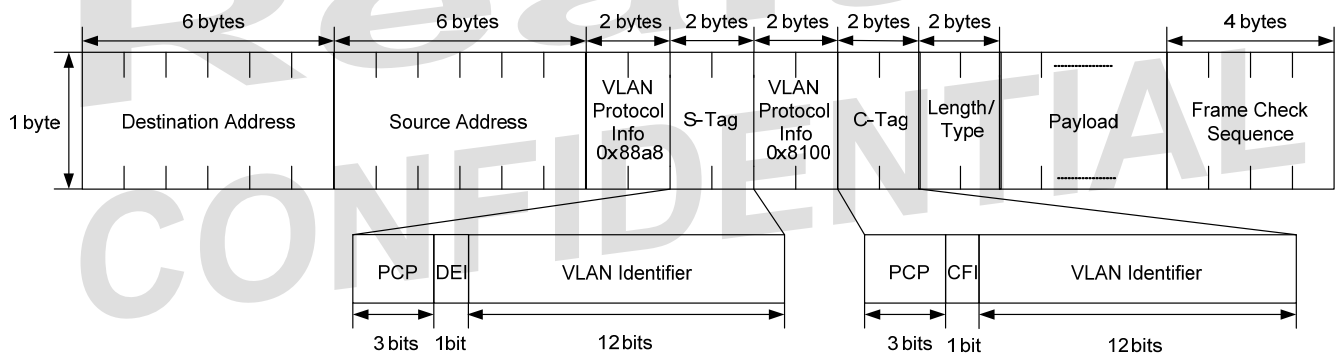 6 bytes 6 bytes 2 bytes 2 bytes 2 bytes 2 bytes 2 bytes 4 bytes
1 byte
Destination Address
Source Address
VLAN
Protocol
Info
0x88a8
S-Tag
VLAN
Protocol
Info
0x8100
C-Tag
Length/
Type
Payload
Frame Check
Sequence
PCP DEI VLAN Identifier
PCP CFI VLAN Identifier
3 bits 1bit 12bits
3 bits 1 bit 12bits
CONFIDENTIAL